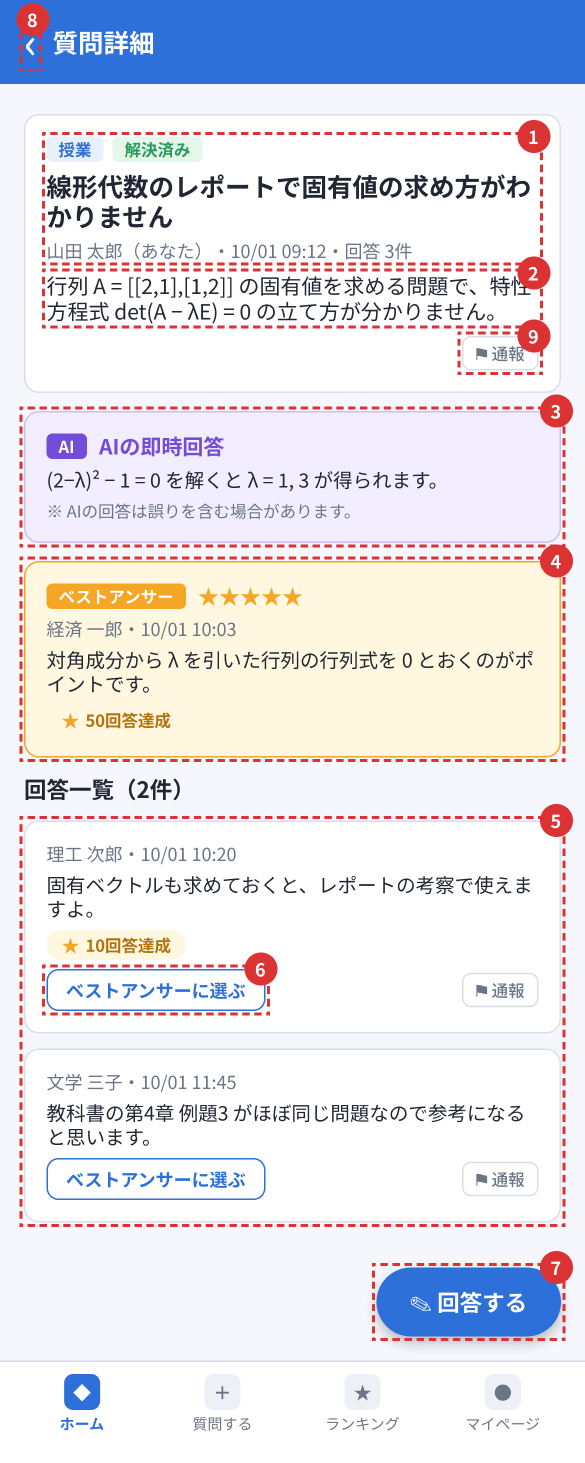 8
‹ 質問詳細
1
授業 解決済み
線形代数のレポートで固有値の求め方がわ
かりません
山田 太郎（あなた）・10/01 09:12・回答 3件
2
行列 A = [[2,1],[1,2]] の固有値を求める問題で、特性
方程式 det(A − λE) = 0 の立て方が分かりません。
9
⚑ 通報
3
AI AIの即時回答
(2−λ)² − 1 = 0 を解くと λ = 1, 3 が得られます。
※ AIの回答は誤りを含む場合があります。
4
ベストアンサー ★★★★★
経済 一郎・10/01 10:03
対角成分から λ を引いた行列の行列式を 0 とおくのがポ
イントです。
★ 50回答達成
回答一覧（2件）
5
理工 次郎・10/01 10:20
固有ベクトルも求めておくと、レポートの考察で使えま
すよ。
★ 10回答達成
6
ベストアンサーに選ぶ ⚑ 通報
文学 三子・10/01 11:45
教科書の第4章 例題3 がほぼ同じ問題なので参考になる
と思います。
ベストアンサーに選ぶ ⚑ 通報
7
✎ 回答する
ホーム 質問する ランキング マイページ